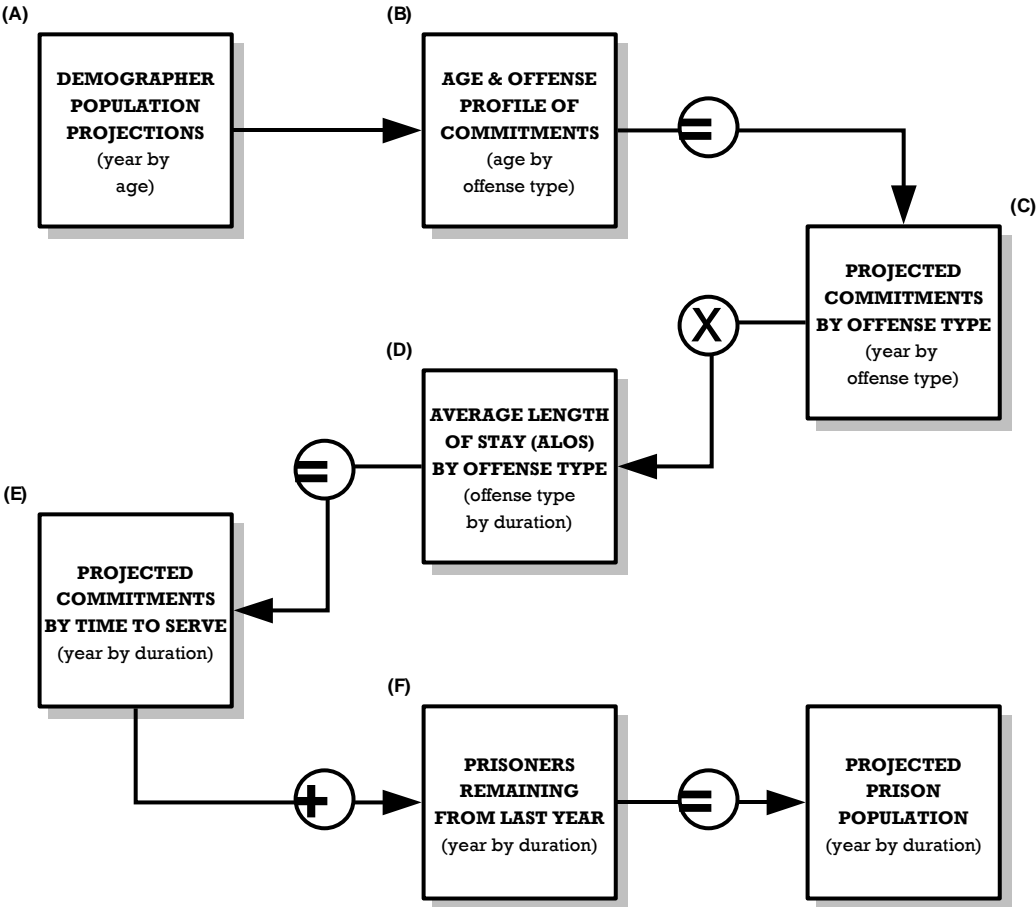 (A)
DEMOGRAPHER
POPULATION
PROJECTIONS
(year by
age)
(B)
AGE & OFFENSE
PROFILE OF
COMMITMENTS
(age by
offense type)
=
(C)
PROJECTED
COMMITMENTS
BY OFFENSE TYPE
(year by
offense type)
X
(D)
AVERAGE LENGTH
OF STAY (ALOS)
BY OFFENSE TYPE
(offense type
by duration)
=
(E)
PROJECTED
COMMITMENTS
BY TIME TO SERVE
(year by duration)
+
(F)
PRISONERS
REMAINING
FROM LAST YEAR
(year by duration)
=
PROJECTED
PRISON
POPULATION
(year by duration)